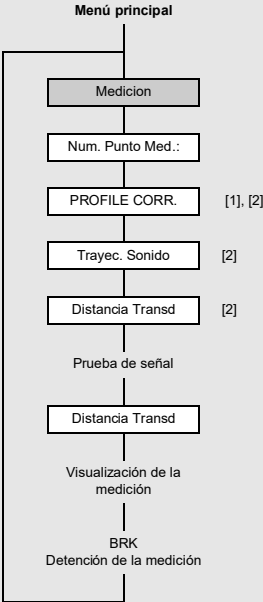 Menú principal
Medicion
Num. Punto Med.:
PROFILE CORR. [1], [2]
Trayec. Sonido [2]
Distancia Transd [2]
Prueba de señal
Distancia Transd
Visualización de la
medición
BRK
Detención de la medición